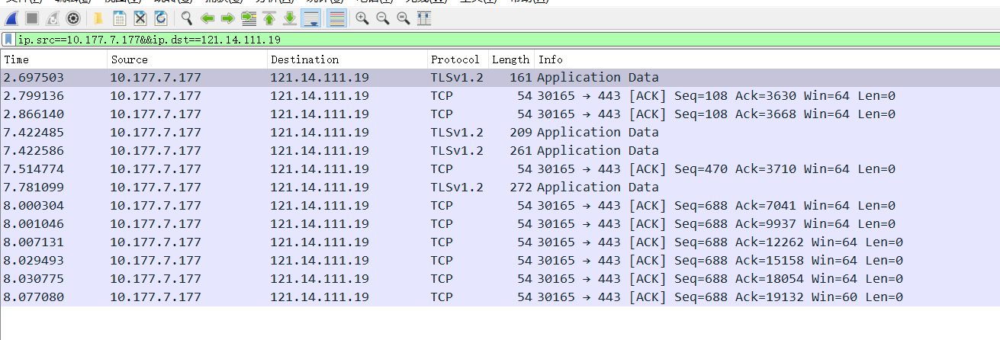 ip.src==10.177.7.177&&ip.dst==121.14.111.19
Time Source Destination Protocol Length Info
2.697503 10.177.7.177 121.14.111.19 TLSv1.2 161 Application Data
2.799136 10.177.7.177 121.14.111.19 TCP 54 30165 → 443 [ACK] Seq=108 Ack=3630 Win=64 Len=0
2.866140 10.177.7.177 121.14.111.19 TCP 54 30165 → 443 [ACK] Seq=108 Ack=3668 Win=64 Len=0
7.422485 10.177.7.177 121.14.111.19 TLSv1.2 209 Application Data
7.422586 10.177.7.177 121.14.111.19 TLSv1.2 261 Application Data
7.514774 10.177.7.177 121.14.111.19 TCP 54 30165 → 443 [ACK] Seq=470 Ack=3710 Win=64 Len=0
7.781099 10.177.7.177 121.14.111.19 TLSv1.2 272 Application Data
8.000304 10.177.7.177 121.14.111.19 TCP 54 30165 → 443 [ACK] Seq=688 Ack=7041 Win=64 Len=0
8.001046 10.177.7.177 121.14.111.19 TCP 54 30165 → 443 [ACK] Seq=688 Ack=9937 Win=64 Len=0
8.007131 10.177.7.177 121.14.111.19 TCP 54 30165 → 443 [ACK] Seq=688 Ack=12262 Win=64 Len=0
8.029493 10.177.7.177 121.14.111.19 TCP 54 30165 → 443 [ACK] Seq=688 Ack=15158 Win=64 Len=0
8.030775 10.177.7.177 121.14.111.19 TCP 54 30165 → 443 [ACK] Seq=688 Ack=18054 Win=64 Len=0
8.077080 10.177.7.177 121.14.111.19 TCP 54 30165 → 443 [ACK] Seq=688 Ack=19132 Win=60 Len=0